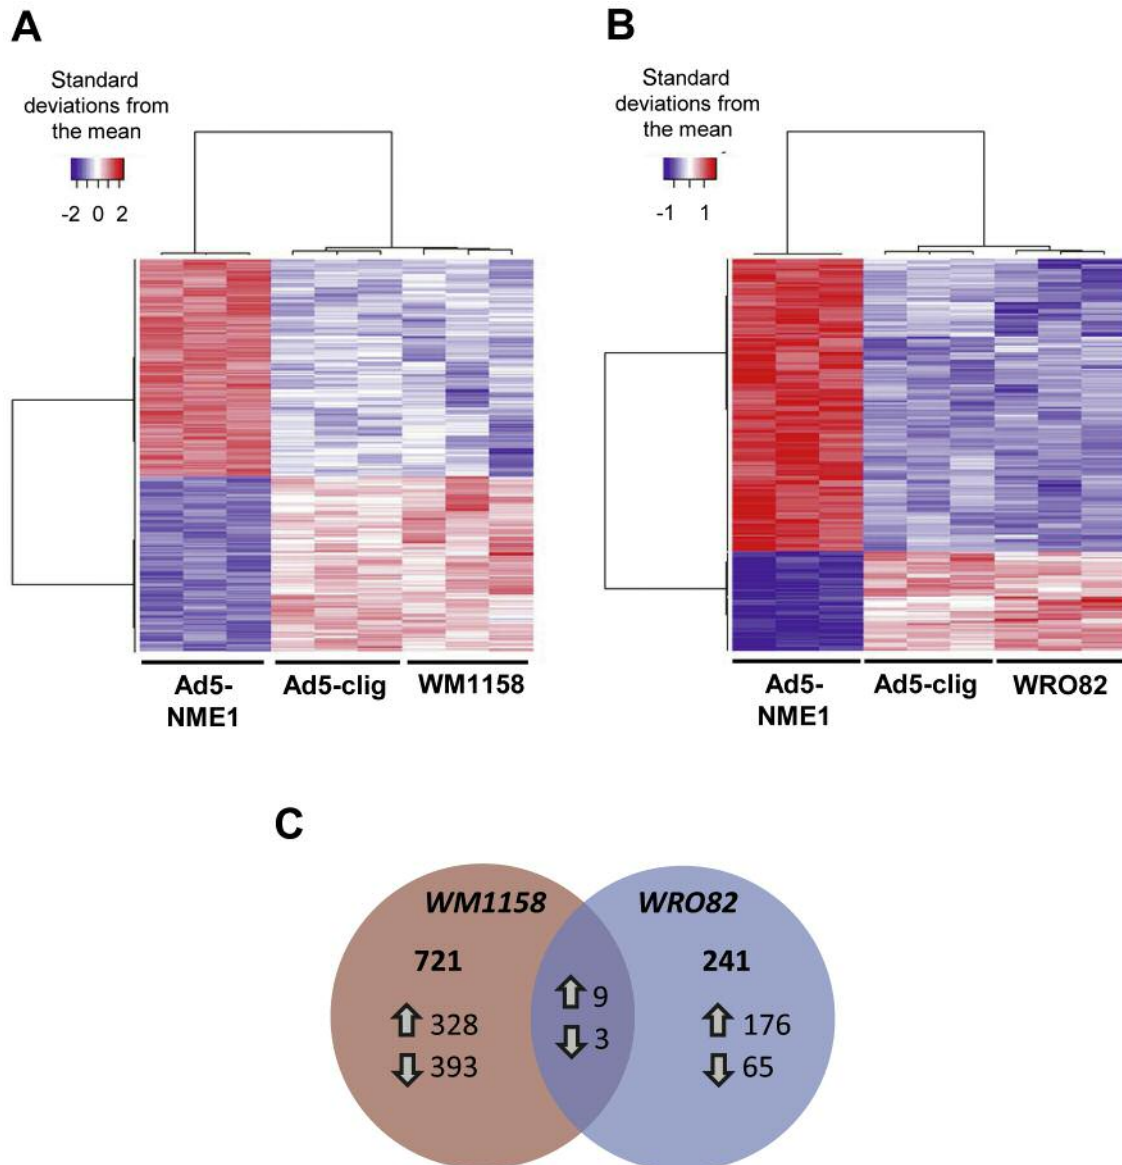 A
Standard
deviations from
the mean
-2 0 2
Ad5-
NME1
Ad5-clig
WM1158
B
Standard
deviations from
the mean
-1 1
Ad5-
NME1
Ad5-clig
WRO82
C
WM1158
WRO82
721
241
9
3
328
393
176
65